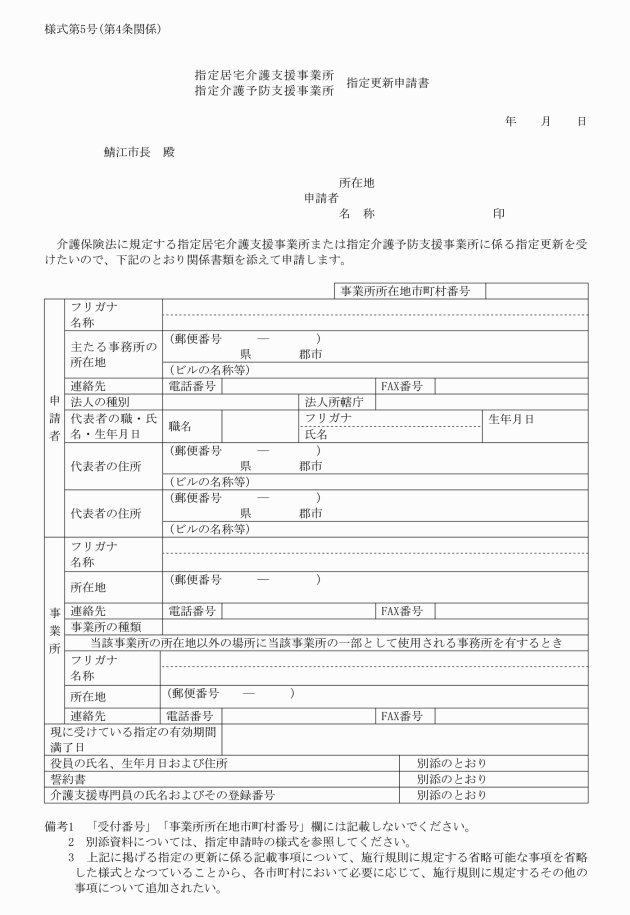 様式第5号(第4条関係)
指定居宅介護支援事業所
指定介護予防支援事業所
指定更新申請書
年 月 日
鯖江市長 殿
所在地
申請者
名 称 印
介護保険法に規定する指定居宅介護支援事業所または指定介護予防支援事業所に係る指定更新を受
けたいので、下記のとおり関係書類を添えて申請します。
事業所所在地市町村番号
申請者
フリガナ
名称
主たる事務所の
所在地
(郵便番号 ― )
県 郡市
(ビルの名称等)
連絡先 電話番号 FAX番号
法人の種別 法人所轄庁
代表者の職・氏
名・生年月日
職名
フリガナ
氏名
生年月日
代表者の住所
(郵便番号 ― )
県 郡市
(ビルの名称等)
代表者の住所
(郵便番号 ― )
県 郡市
(ビルの名称等)
事業所
フリガナ
名称
所在地
(郵便番号 ― )
連絡先 電話番号 FAX番号
事業所の種類
当該事業所の所在地以外の場所に当該事業所の一部として使用される事務所を有するとき
フリガナ
名称
所在地
(郵便番号 ― )
連絡先 電話番号 FAX番号
現に受けている指定の有効期間
満了日
役員の氏名、生年月日および住所 別添のとおり
誓約書 別添のとおり
介護支援専門員の氏名およびその登録番号 別添のとおり
備考1 「受付番号」「事業所所在地市町村番号」欄には記載しないでください。
2 別添資料については、指定申請時の様式を参照してください。
3 上記に掲げる指定の更新に係る記載事項について、施行規則に規定する省略可能な事項を省略
した様式となつていることから、各市町村において必要に応じて、施行規則に規定するその他の
事項について追加されたい。